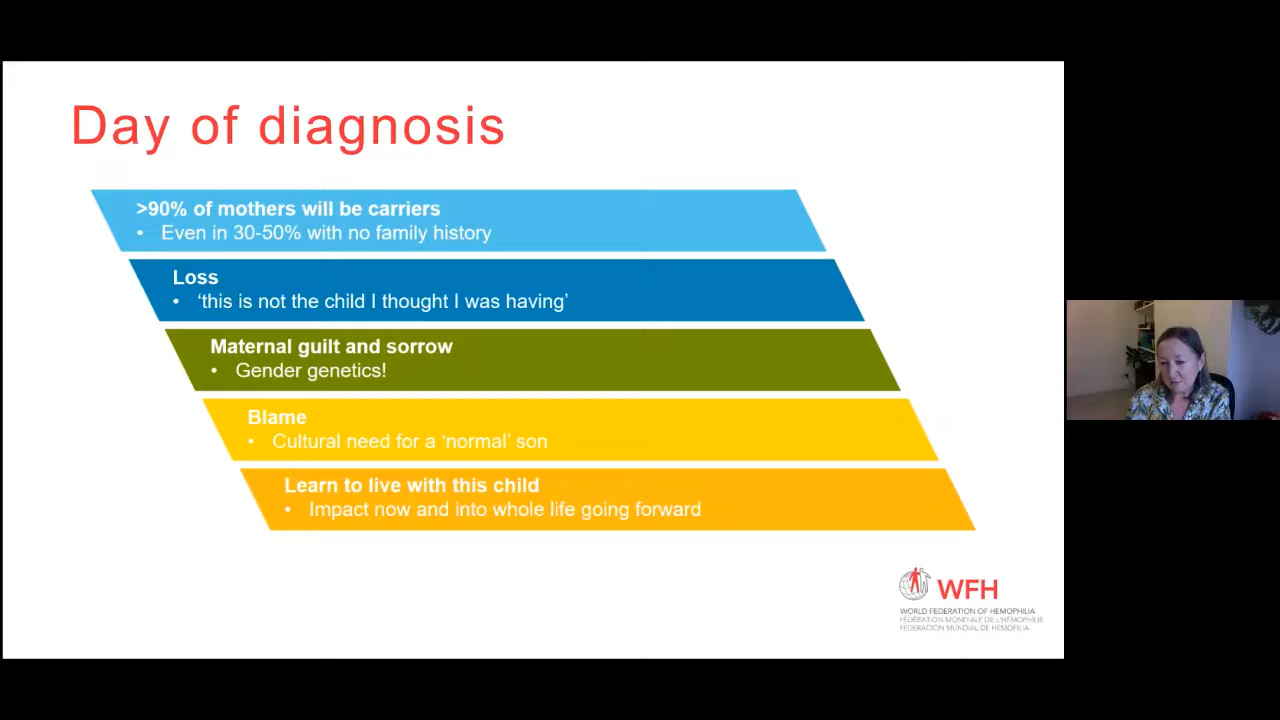 Day of diagnosis
>90% of mothers will be carriers
• Even in 30-50% with no family history
Loss
• ‘this is not the child I thought I was having’
Maternal guilt and sorrow
• Gender genetics!
Blame
• Cultural need for a ‘normal’ son
Learn to live with this child
• Impact now and into whole life going forward
WFH
WORLD FEDERATION OF HEMOPHILIA
FÉDÉRATION MONDIALE DE L'HÉMOPHILIE
FEDERACIÓN MUNDIAL DE HEMOFILIA